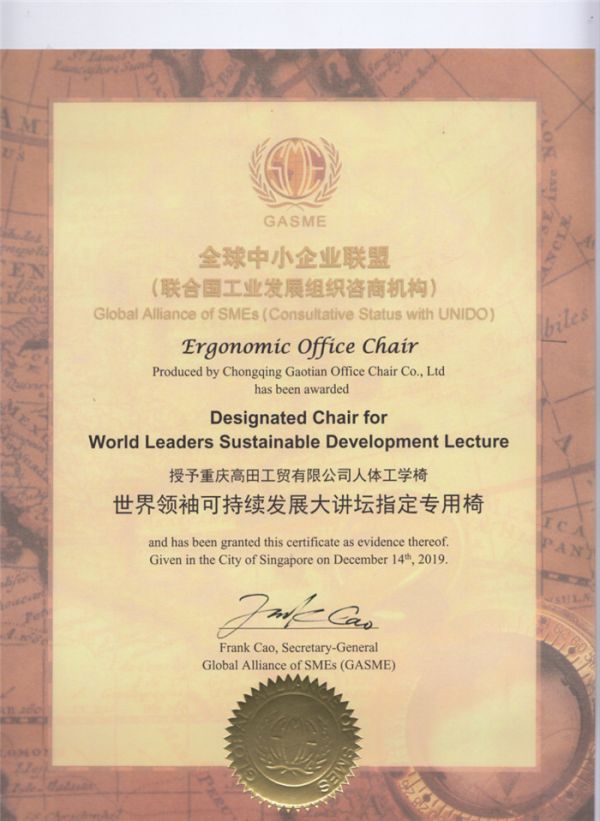 GASME
全球中小企业联盟
(联合国工业发展组织咨商机构)
Global Alliance of SMEs (Consultative Status with UNIDO)
Ergonomic Office Chair
Produced by Chongqing Gaotian Office Chair Co., Ltd
has been awarded
Designated Chair for
World Leaders Sustainable Development Lecture
授予重庆高田工贸有限公司人体工学椅
世界领袖可持续发展大讲坛指定专用椅
and has been granted this certificate as evidence thereof.
Given in the City of Singapore on December 14th, 2019.
Frank Cao
Frank Cao, Secretary-General
Global Alliance of SMEs (GASME)